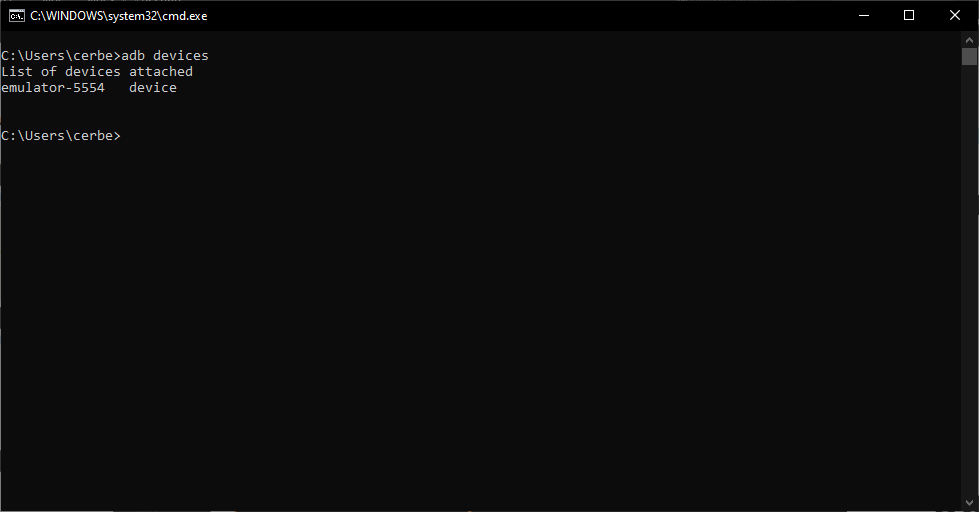 C:\WINDOWS\system32\cmd.exe
C:\Users\cerbe>adb devices
List of devices attached
emulator-5554   device
C:\Users\cerbe>